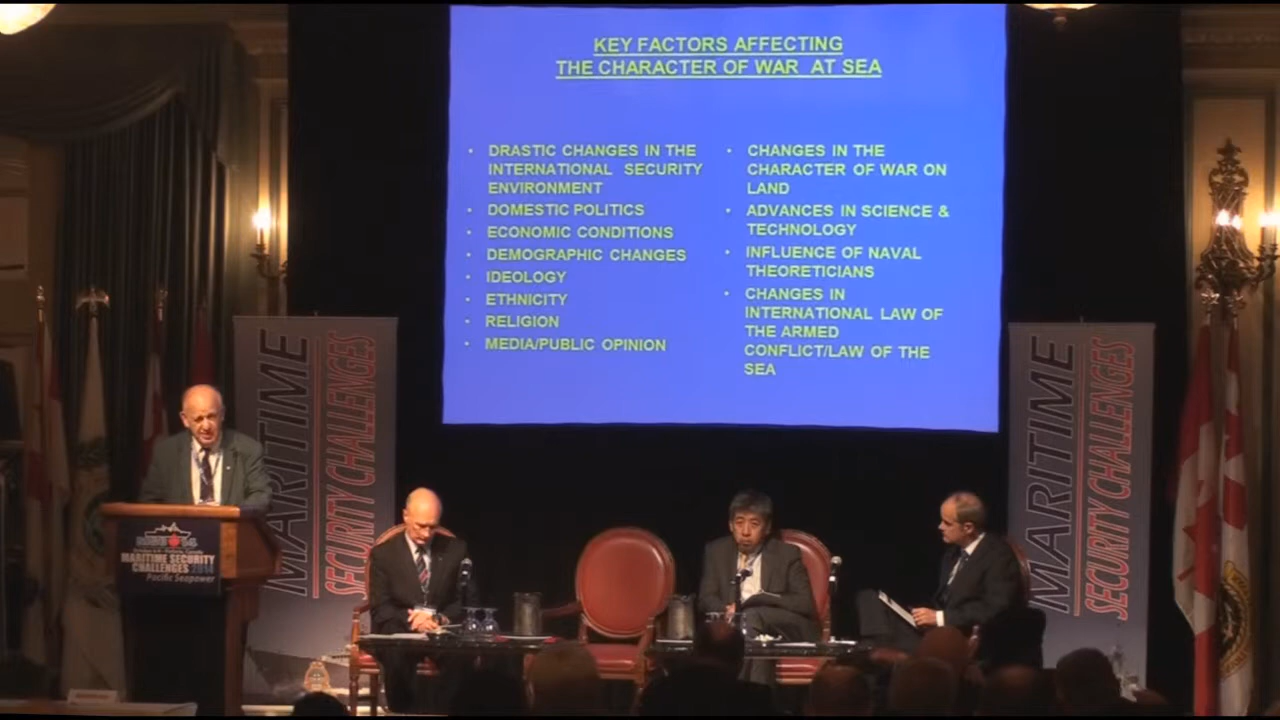 KEY FACTORS AFFECTING
THE CHARACTER OF WAR AT SEA
• DRASTIC CHANGES IN THE
INTERNATIONAL SECURITY
ENVIRONMENT
• DOMESTIC POLITICS
• ECONOMIC CONDITIONS
• DEMOGRAPHIC CHANGES
• IDEOLOGY
• ETHNICITY
• RELIGION
• MEDIA/PUBLIC OPINION
• CHANGES IN THE
CHARACTER OF WAR ON
LAND
• ADVANCES IN SCIENCE &
TECHNOLOGY
• INFLUENCE OF NAVAL
THEORETICIANS
• CHANGES IN
INTERNATIONAL LAW OF
THE ARMED
CONFLICT/LAW OF THE
SEA
MARITIME
SECURITY CHALLENGES
MARITIME SECURITY
CHALLENGES
Pacific Seapower
MARITIME
SECURITY CHALLENGES